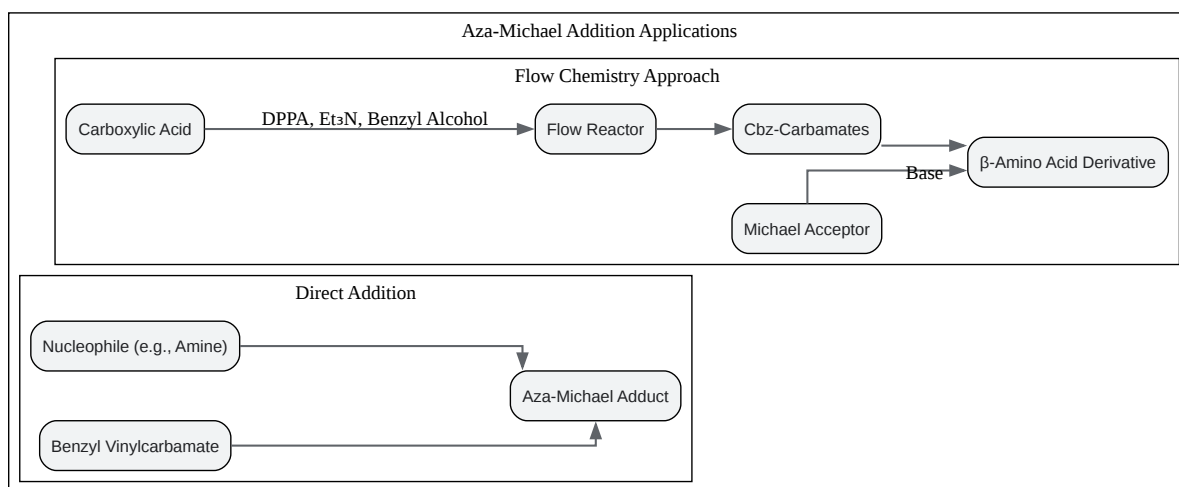 Aza-Michael Addition Applications
Flow Chemistry Approach
Carboxylic Acid
DPPA, Et₃N, Benzyl Alcohol
Flow Reactor
Cbz-Carbamates
β-Amino Acid Derivative
Base
Michael Acceptor
Direct Addition
Nucleophile (e.g., Amine)
Aza-Michael Adduct
Benzyl Vinylcarbamate